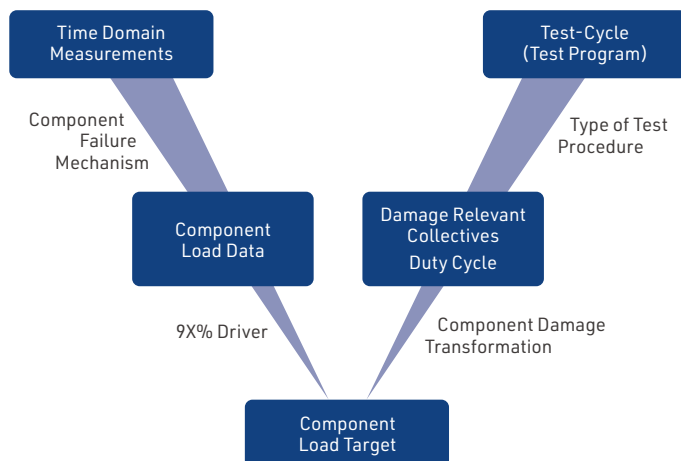 Time Domain
Measurements
Test-Cycle
(Test Program)
Component
Failure
Mechanism
Type of Test
Procedure
Component
Load Data
Damage Relevant
Collectives
Duty Cycle
9X% Driver
Component Damage
Transformation
Component
Load Target